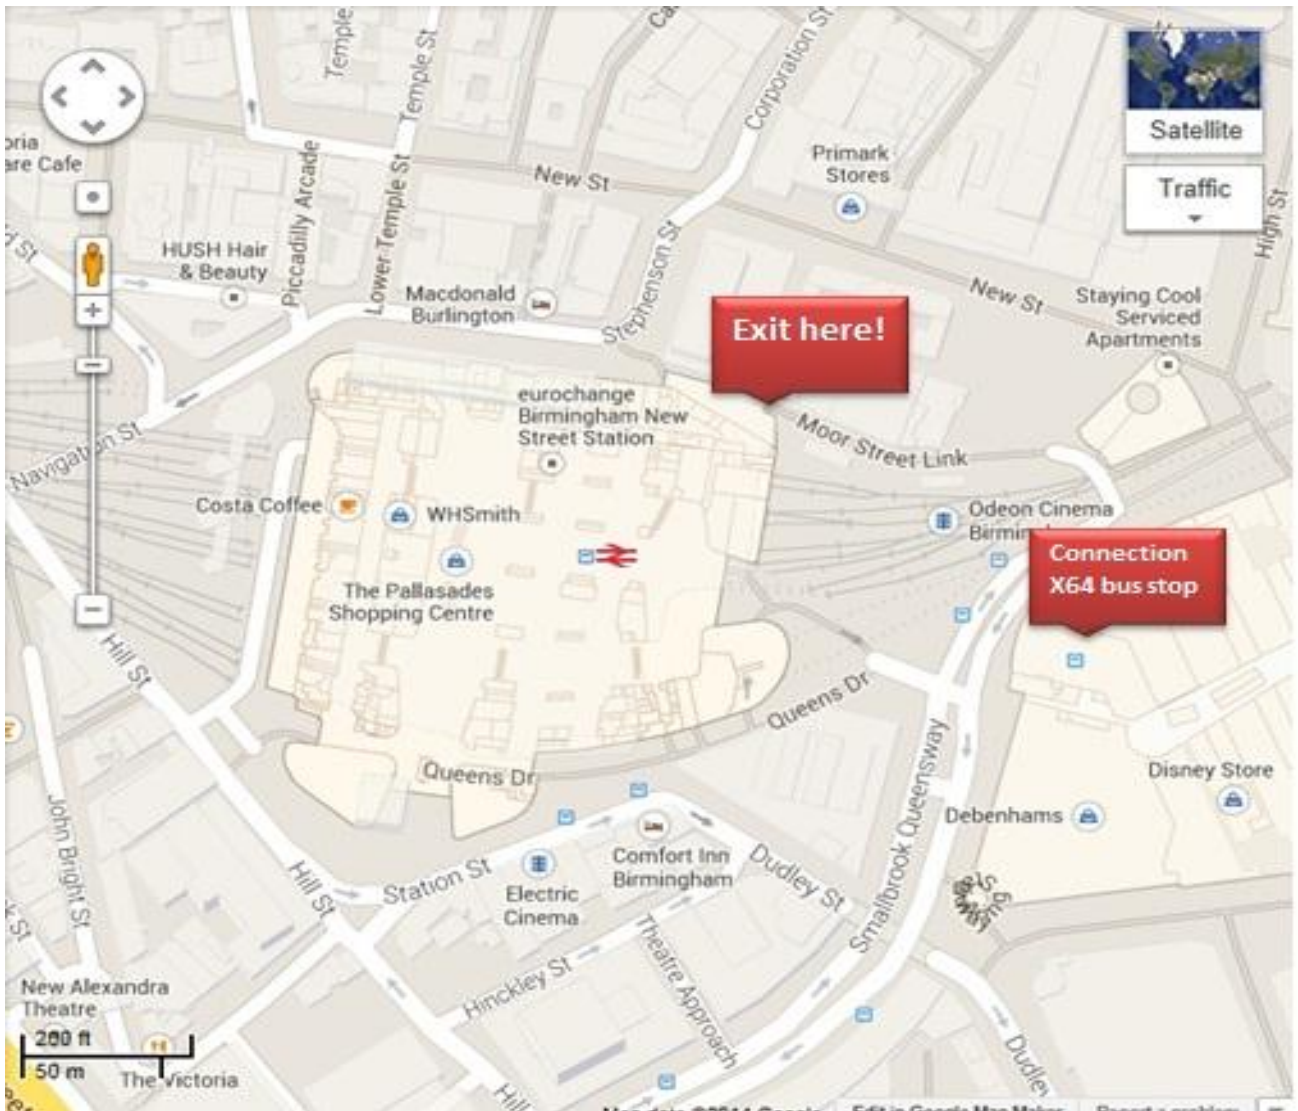 Temple
Temple St
Corporation St
Satellite
Traffic
Primark
Stores
New St
Piccadilly Arcade
Lower Temple St
HUSH Hair
& Beauty
High St
Stephenson St
Macdonald
Burlington
New St
Staying Cool
Serviced
Apartments
Exit here!
eurochange
Birmingham New
Street Station
Moor Street Link
Navigation St
Costa Coffee
WHSmith
Odeon Cinema
Connection
X64 bus stop
The Pallasades
Shopping Centre
Hill St
Queens Dr
Queens Dr
Smallbrook Queensway
Disney Store
Debenhams
John Bright St
Station St
Comfort Inn
Birmingham
Dudley St
Electric
Cinema
Hill St
Hinckley St
Theatre Approach
New Alexandra
Theatre
200 ft
50 m
The Victoria
Hill
Dudley